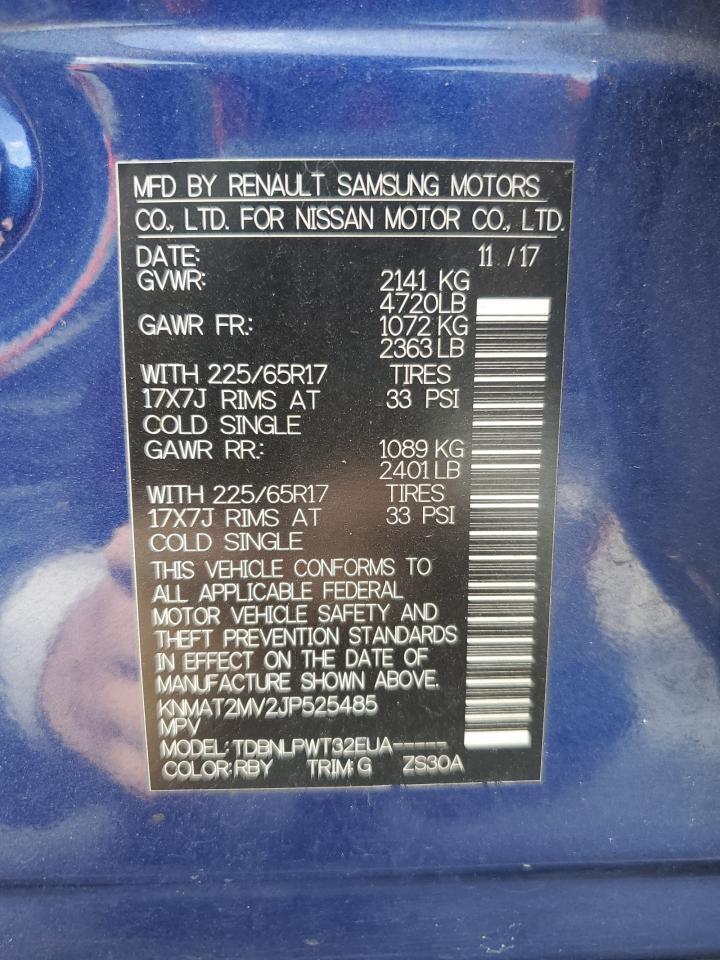 MFD BY RENAULT SAMSUNG MOTORS
CO., LTD. FOR NISSAN MOTOR CO., LTD.
DATE: 11 / 17
GVWR: 2141 KG
4720LB
GAWR FR.: 1072 KG
2363 LB
WITH 225/65R17 TIRES
17X7J RIMS AT 33 PSI
COLD SINGLE
GAWR RR.: 1089 KG
2401 LB
WITH 225/65R17 TIRES
17X7J RIMS AT 33 PSI
COLD SINGLE
THIS VEHICLE CONFORMS TO
ALL APPLICABLE FEDERAL
MOTOR VEHICLE SAFETY AND
THEFT PREVENTION STANDARDS
IN EFFECT ON THE DATE OF
MANUFACTURE SHOWN ABOVE.
KNMAT2MV2JP525485
MPV
MODEL: TDBNLPWT32EUA-----
COLOR: RBY TRIM: G ZS30A